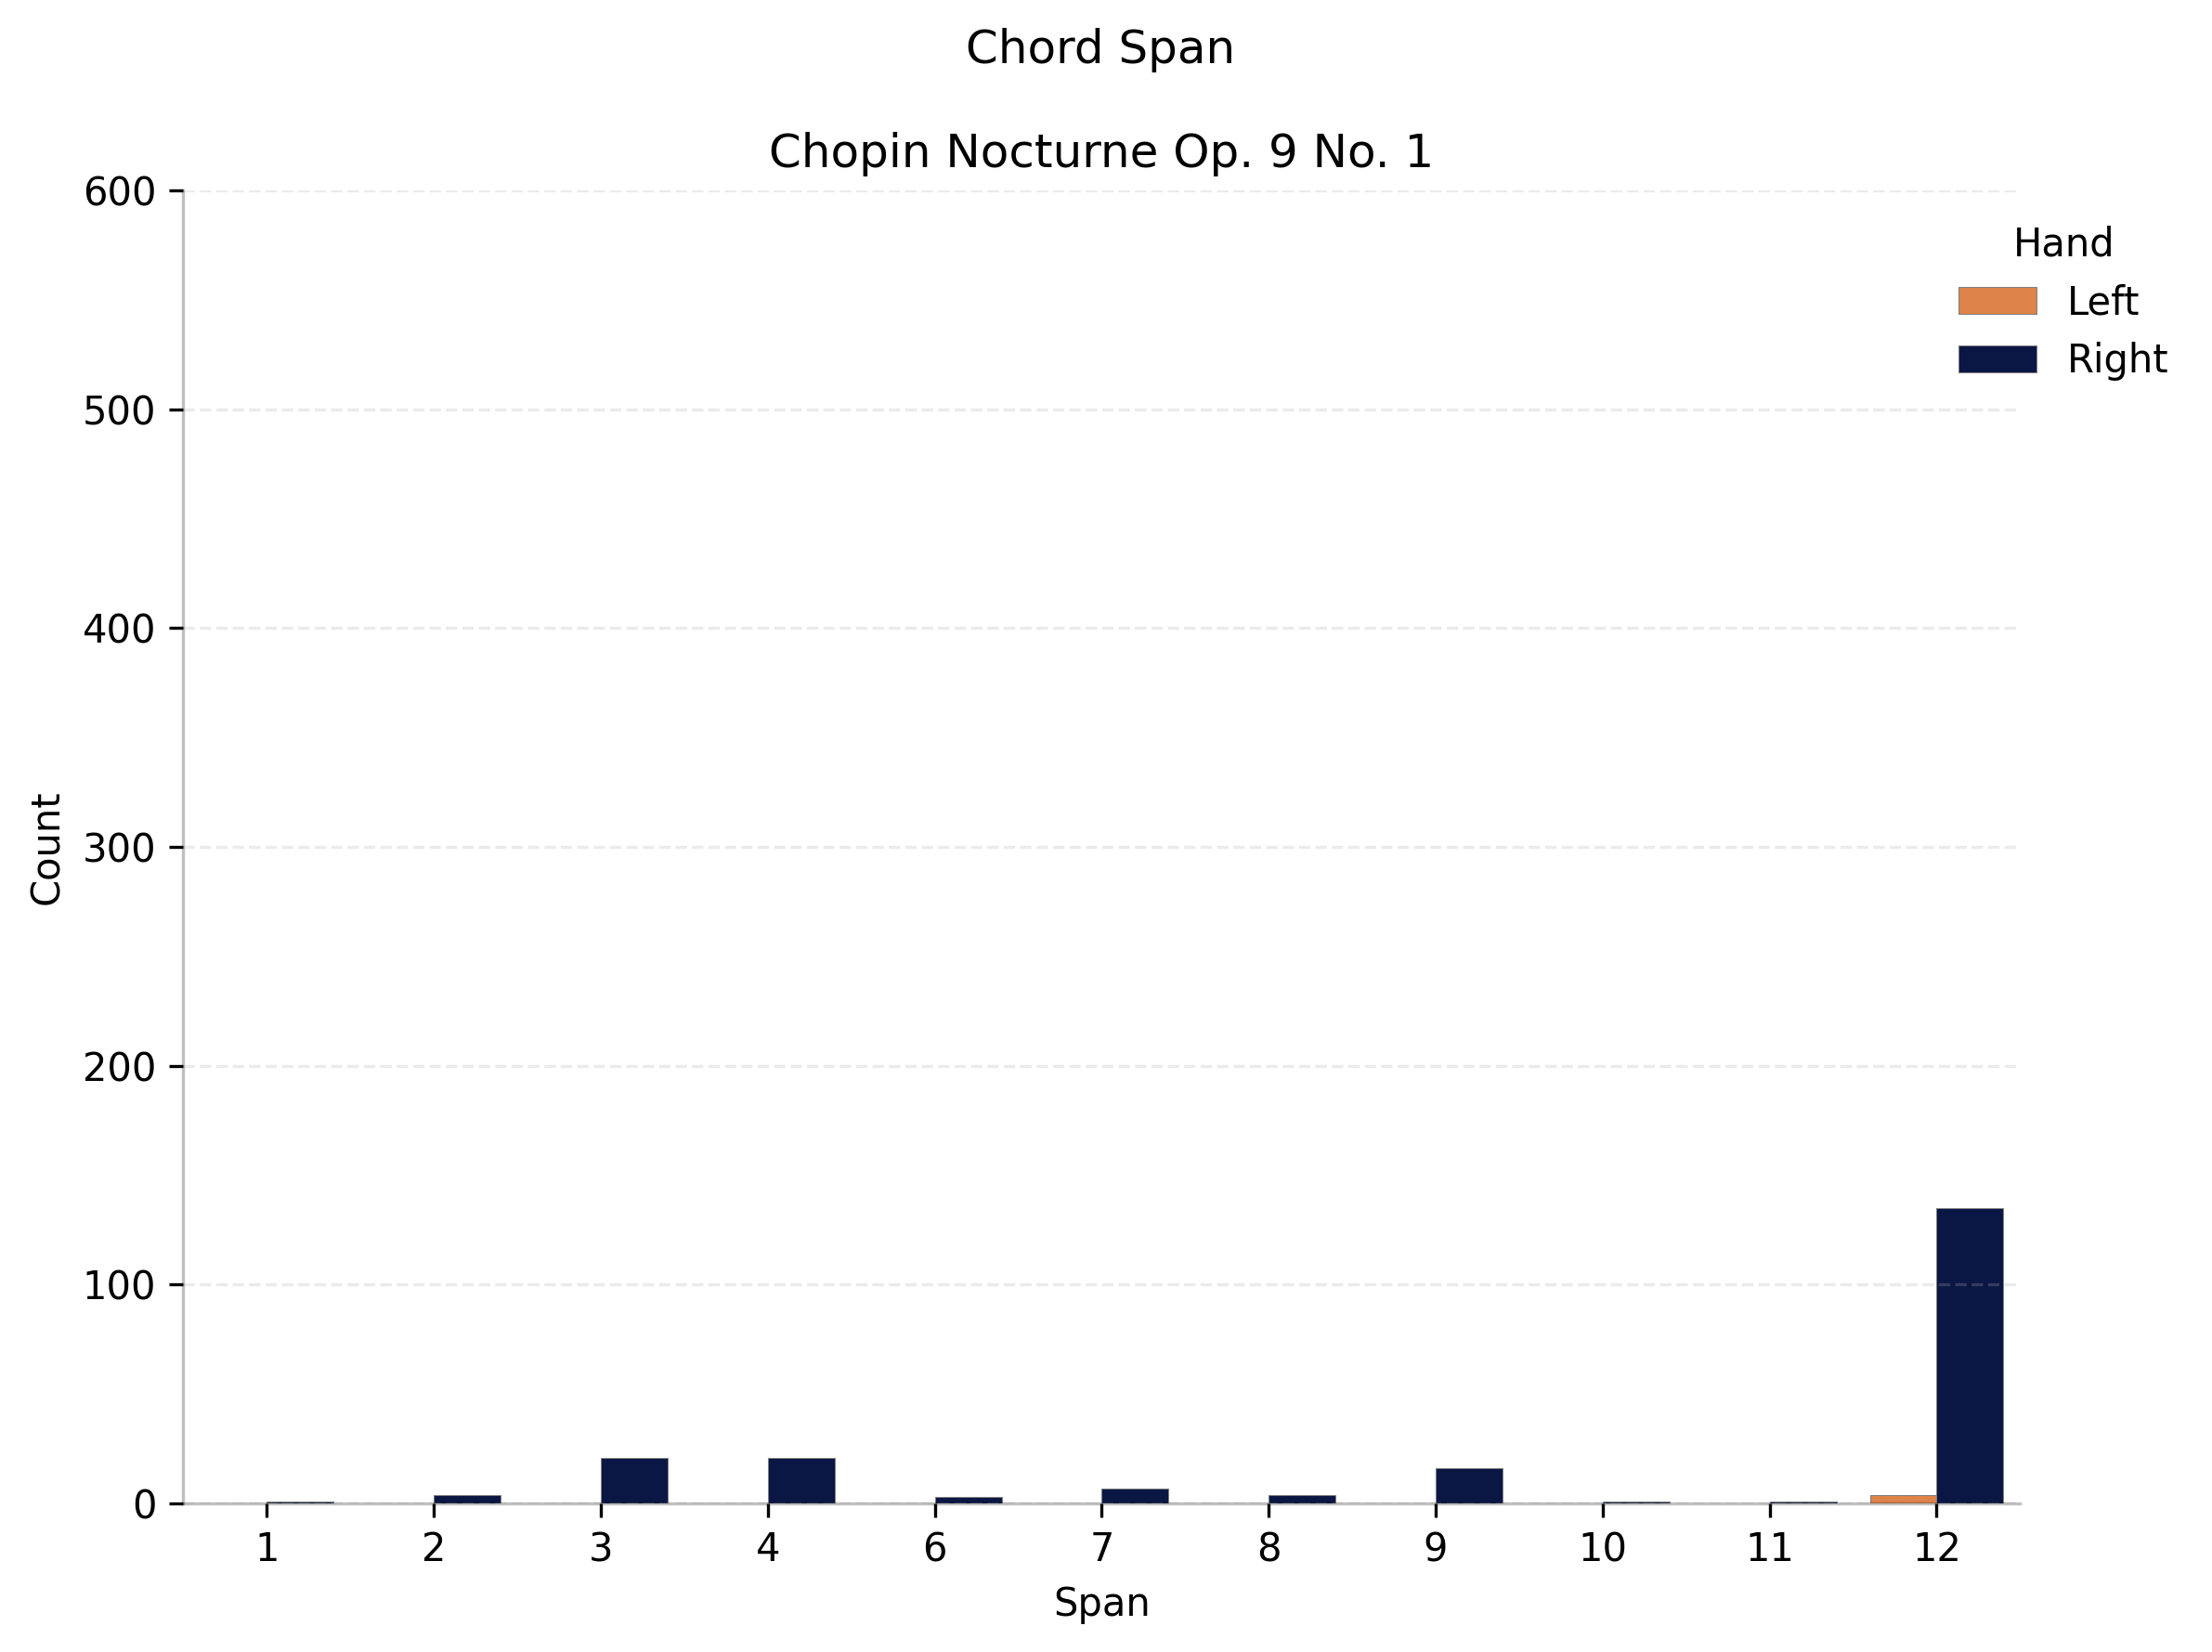 Chord Span
Chopin Nocturne Op. 9 No. 1
600
500
400
300
200
100
0
Count
Hand
Left
Right
1 2 3 4 6 7 8 9 10 11 12
Span